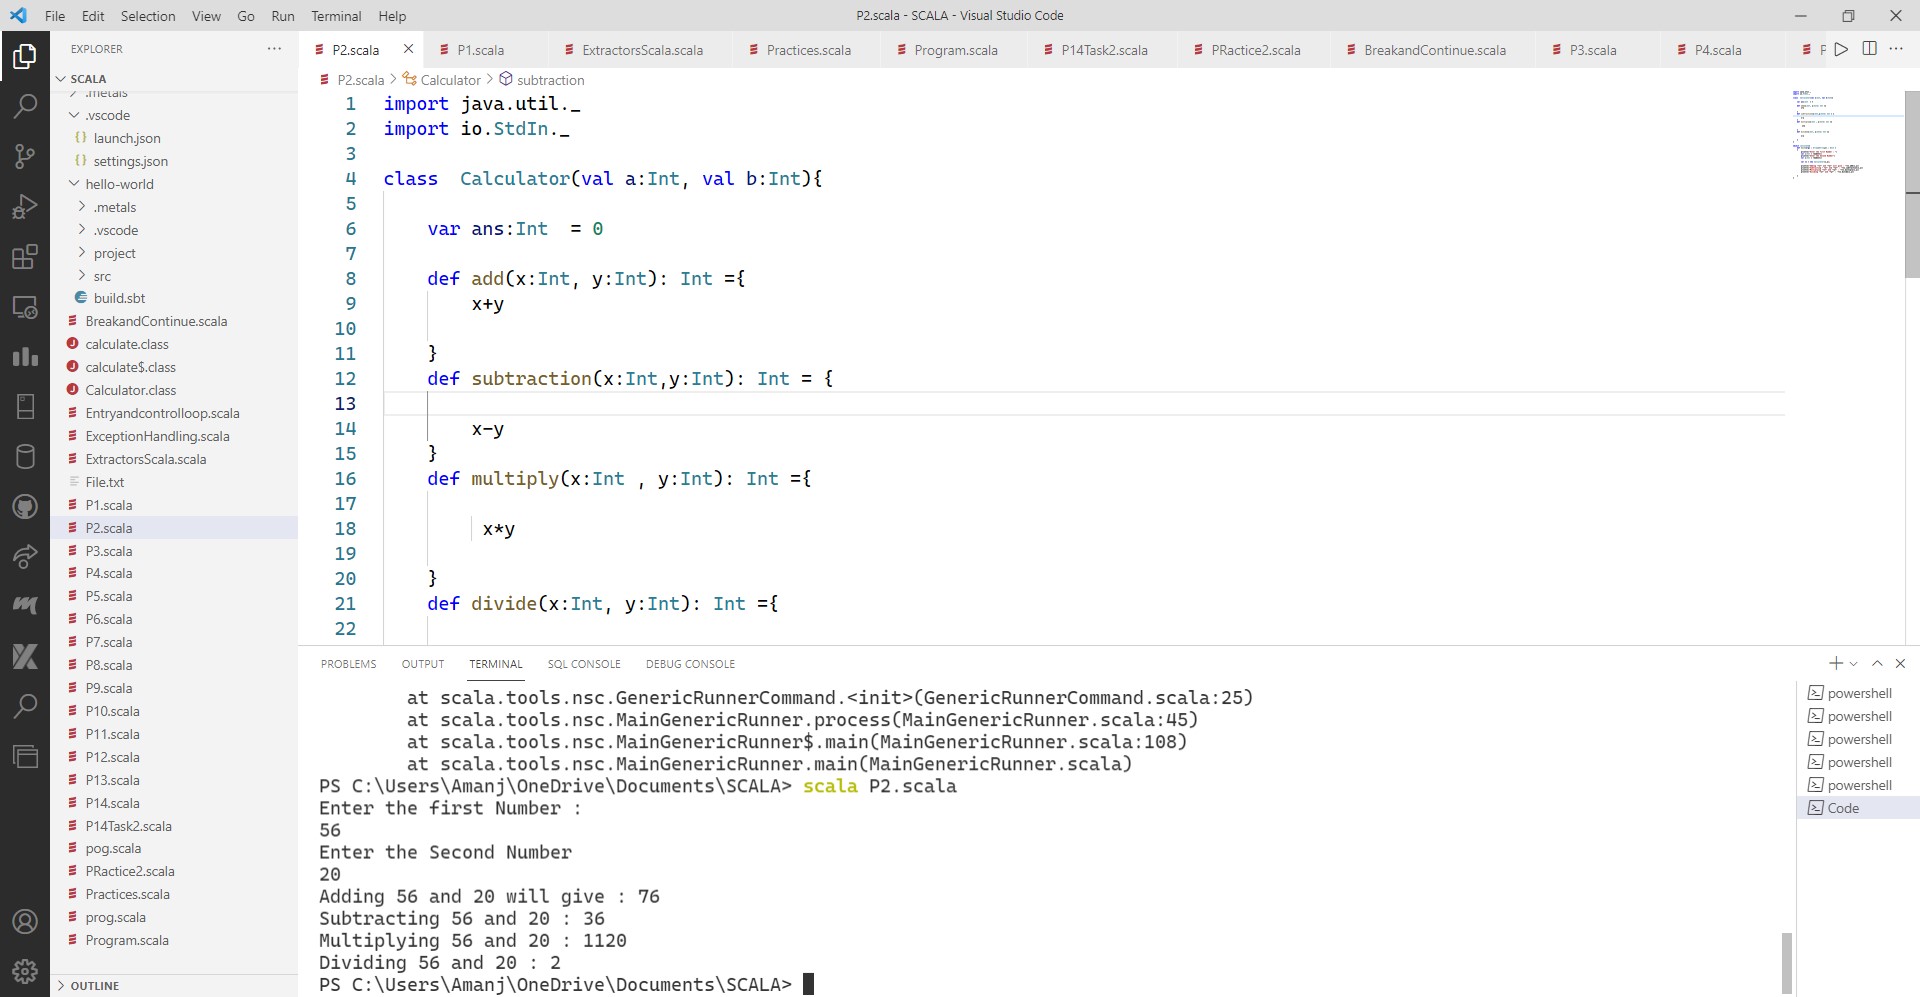 File Edit Selection View Go Run Terminal Help
P2.scala - SCALA - Visual Studio Code
EXPLORER
SCALA
.metals
.vscode
launch.json
settings.json
hello-world
.metals
.vscode
project
src
build.sbt
BreakandContinue.scala
calculate.class
calculate$.class
Calculator.class
Entryandcontrolloop.scala
ExceptionHandling.scala
ExtractorsScala.scala
File.txt
P1.scala
P2.scala
P3.scala
P4.scala
P5.scala
P6.scala
P7.scala
P8.scala
P9.scala
P10.scala
P11.scala
P12.scala
P13.scala
P14.scala
P14Task2.scala
pog.scala
PRactice2.scala
Practices.scala
prog.scala
Program.scala
OUTLINE
P2.scala P1.scala ExtractorsScala.scala Practices.scala Program.scala P14Task2.scala PRactice2.scala BreakandContinue.scala P3.scala P4.scala
P2.scala > Calculator > subtraction
1 import java.util._
2 import io.StdIn._
3
4 class  Calculator(val a:Int, val b:Int){
5
6 var ans:Int  = 0
7
8 def add(x:Int, y:Int): Int ={
9 x+y
10
11 }
12 def subtraction(x:Int,y:Int): Int = {
13
14 x-y
15 }
16 def multiply(x:Int , y:Int): Int ={
17
18 x*y
19
20 }
21 def divide(x:Int, y:Int): Int ={
22
PROBLEMS OUTPUT TERMINAL SQL CONSOLE DEBUG CONSOLE
at scala.tools.nsc.GenericRunnerCommand.<init>(GenericRunnerCommand.scala:25)
at scala.tools.nsc.MainGenericRunner.process(MainGenericRunner.scala:45)
at scala.tools.nsc.MainGenericRunner$.main(MainGenericRunner.scala:108)
at scala.tools.nsc.MainGenericRunner.main(MainGenericRunner.scala)
PS C:\Users\Amanj\OneDrive\Documents\SCALA> scala P2.scala
Enter the first Number :
56
Enter the Second Number
20
Adding 56 and 20 will give : 76
Subtracting 56 and 20 : 36
Multiplying 56 and 20 : 1120
Dividing 56 and 20 : 2
PS C:\Users\Amanj\OneDrive\Documents\SCALA>
powershell
powershell
powershell
powershell
powershell
Code